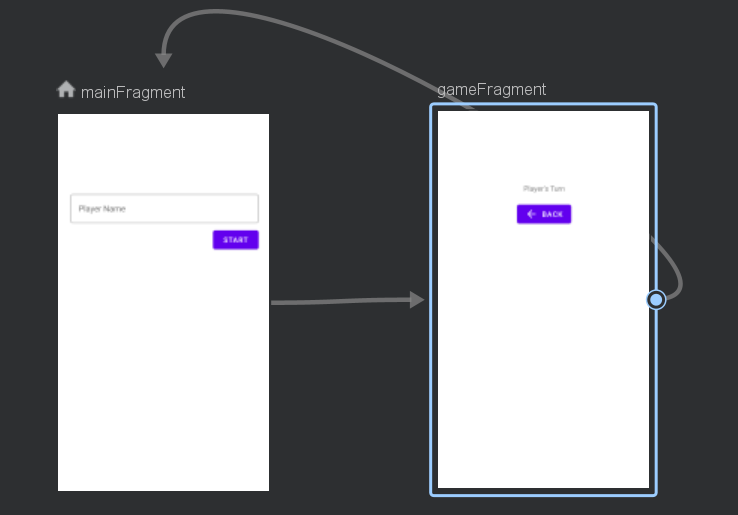 mainFragment
Player Name
START
gameFragment
Player's Turn
BACK